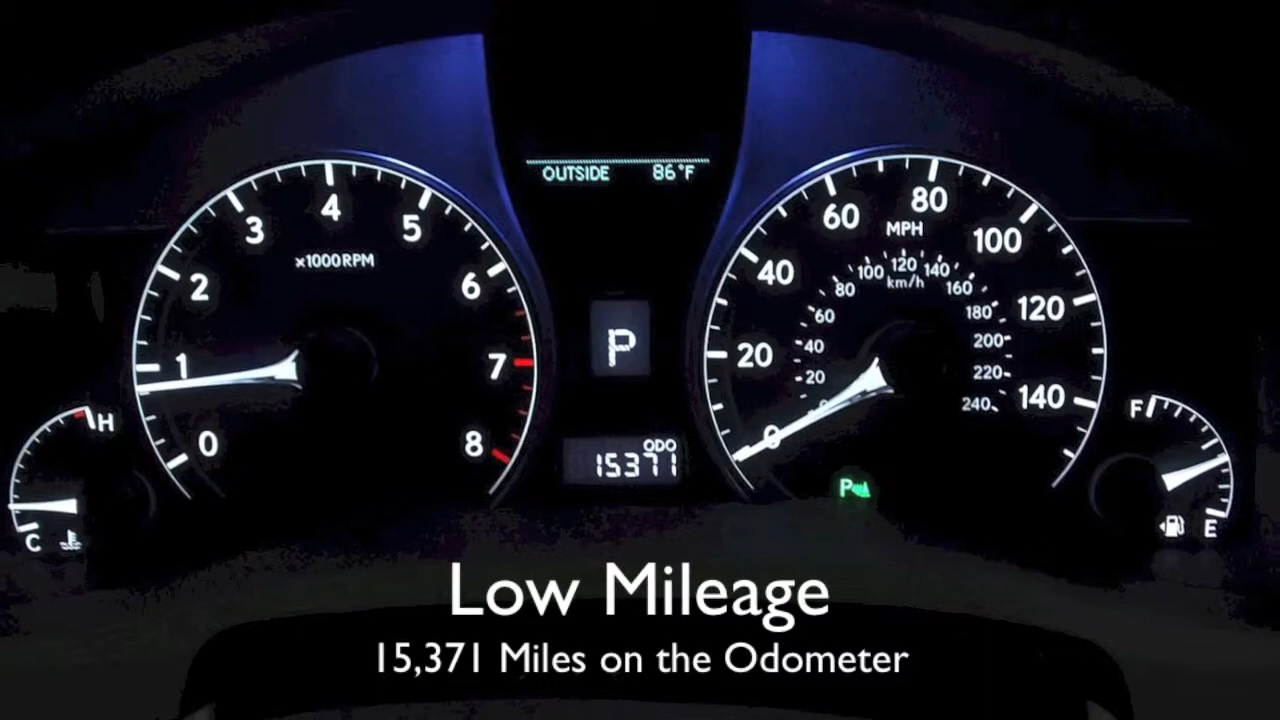 OUTSIDE 86°F
0 1 2 3 4 5 6 7 8
x1000RPM
P
ODO
15371
0 20 40 60 80 100 120 140
MPH
20 40 60 80 100 120 140 160 180 200 220 240
km/h
H
C
F
E
P
Low Mileage
15,371 Miles on the Odometer